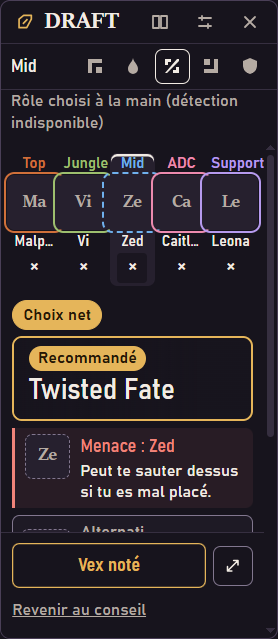 DRAFT
Mid
Rôle choisi à la main (détection
indisponible)
Top Jungle Mid ADC Support
Ma Vi Ze Ca Le
Malp... Vi Zed Caitl... Leona
× × × × ×
Choix net
Recommandé
Twisted Fate
Ze
Menace : Zed
Peut te sauter dessus
si tu es mal placé.
Vex noté
Revenir au conseil